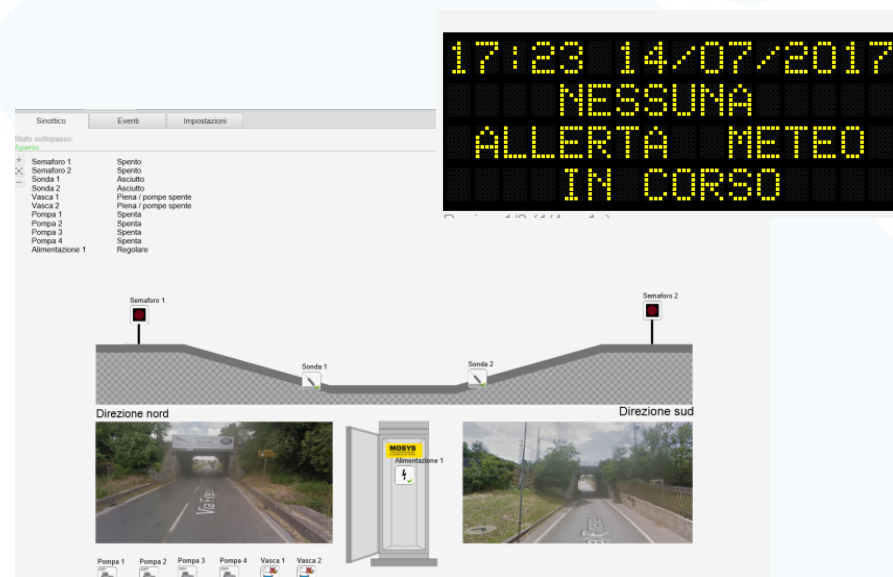 17:23 14/07/2017
NESSUNA
ALLERTA METEO
IN CORSO
Sinottico Eventi Impostazioni
Stato sottopasso
Aperto
Semaforo 1 Spento
Semaforo 2 Spento
Sonda 1 Asciutto
Sonda 2 Asciutto
Vasca 1 Piena / pompe spente
Vasca 2 Piena / pompe spente
Pompa 1 Spenta
Pompa 2 Spenta
Pompa 3 Spenta
Pompa 4 Spenta
Alimentazione 1 Regolare
Semaforo 1
Semaforo 2
Sonda 1
Sonda 2
Direzione nord
Direzione sud
MOSYS
Alimentazione 1
Pompa 1 Pompa 2 Pompa 3 Pompa 4 Vasca 1 Vasca 2
OFF OFF OFF OFF